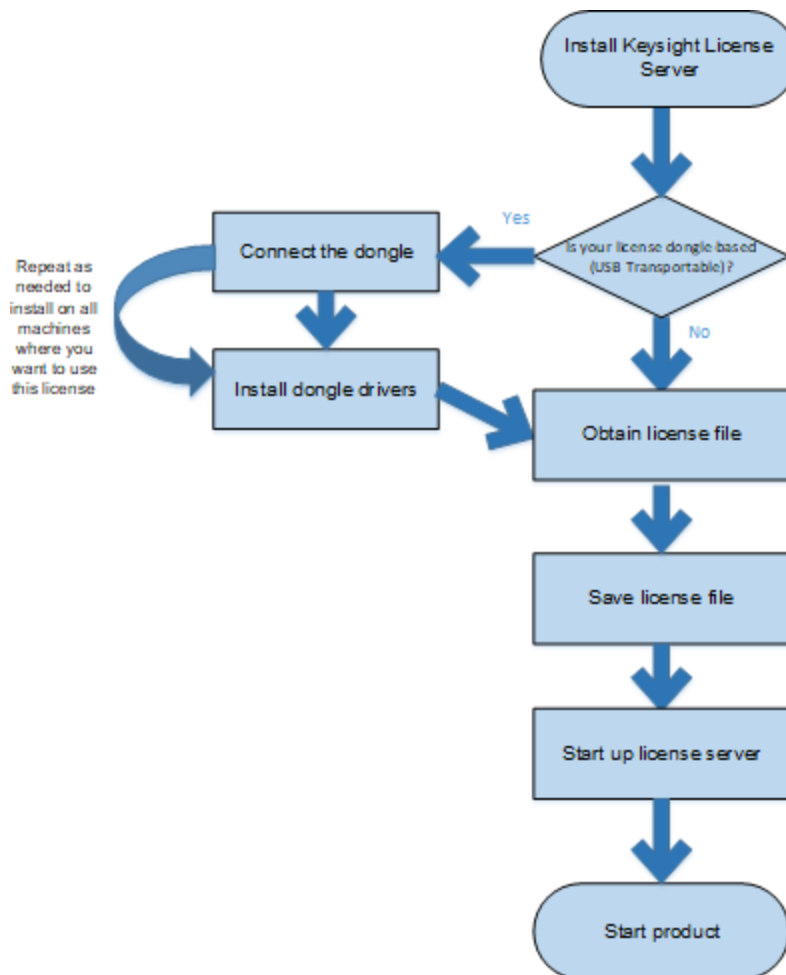 Install Keysight License
Server
Yes
Is your license dongle based
(USB Transportable) ?
Connect the dongle
Repeat as
needed to
install on all
machines
where you
want to use
this license
No
Install dongle drivers
Obtain license file
Save license file
Start up license server
Start product